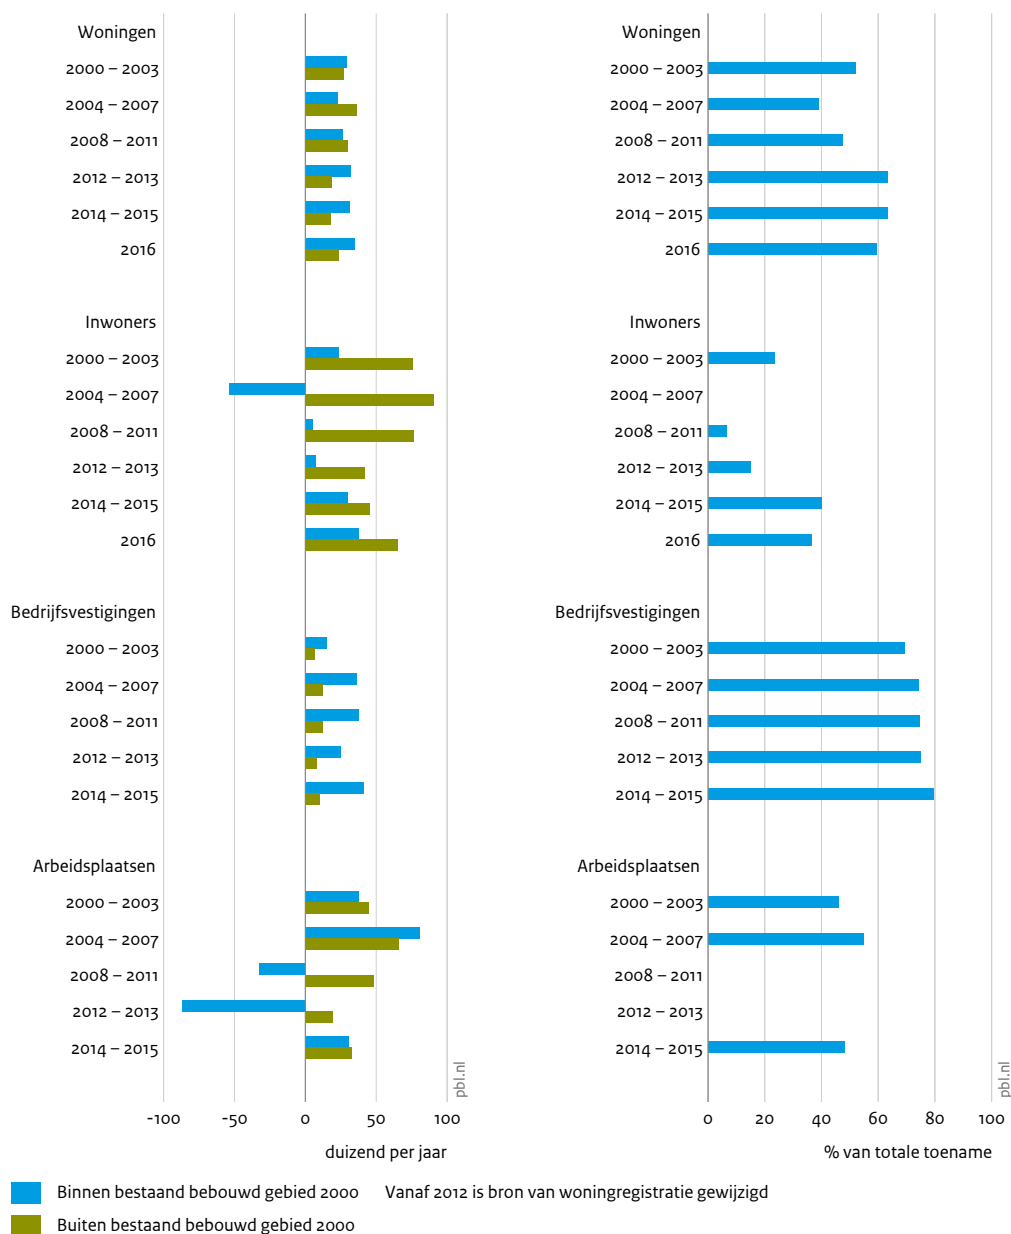 Woningen
2000 – 2003
2004 – 2007
2008 – 2011
2012 – 2013
2014 – 2015
2016
Inwoners
2000 – 2003
2004 – 2007
2008 – 2011
2012 – 2013
2014 – 2015
2016
Bedrijfsvestigingen
2000 – 2003
2004 – 2007
2008 – 2011
2012 – 2013
2014 – 2015
Arbeidsplaatsen
2000 – 2003
2004 – 2007
2008 – 2011
2012 – 2013
2014 – 2015
-100 -50 0 50 100
duizend per jaar
pbl.nl
Woningen
2000 – 2003
2004 – 2007
2008 – 2011
2012 – 2013
2014 – 2015
2016
Inwoners
2000 – 2003
2004 – 2007
2008 – 2011
2012 – 2013
2014 – 2015
2016
Bedrijfsvestigingen
2000 – 2003
2004 – 2007
2008 – 2011
2012 – 2013
2014 – 2015
Arbeidsplaatsen
2000 – 2003
2004 – 2007
2008 – 2011
2012 – 2013
2014 – 2015
0 20 40 60 80 100
% van totale toename
pbl.nl
Binnen bestaand bebouwd gebied 2000
Vanaf 2012 is bron van woningregistratie gewijzigd
Buiten bestaand bebouwd gebied 2000